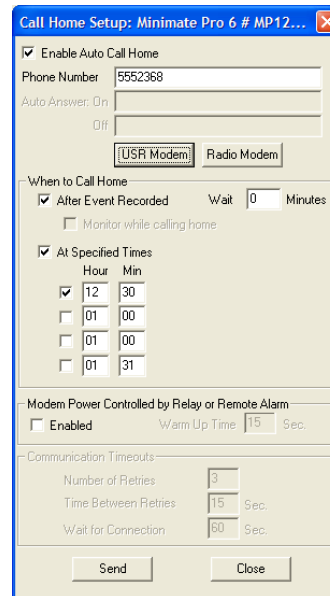 Call Home Setup: Minimate Pro 6 # MP12...
Enable Auto Call Home
Phone Number 5552368
Auto Answer: On
Off
USR Modem Radio Modem
When to Call Home
After Event Recorded Wait 0 Minutes
Monitor while calling home
At Specified Times
Hour Min
12 30
01 00
01 00
01 31
Modem Power Controlled by Relay or Remote Alarm
Enabled Warm Up Time 15 Sec.
Communication Timeouts
Number of Retries 3
Time Between Retries 15 Sec.
Wait for Connection 60 Sec.
Send Close